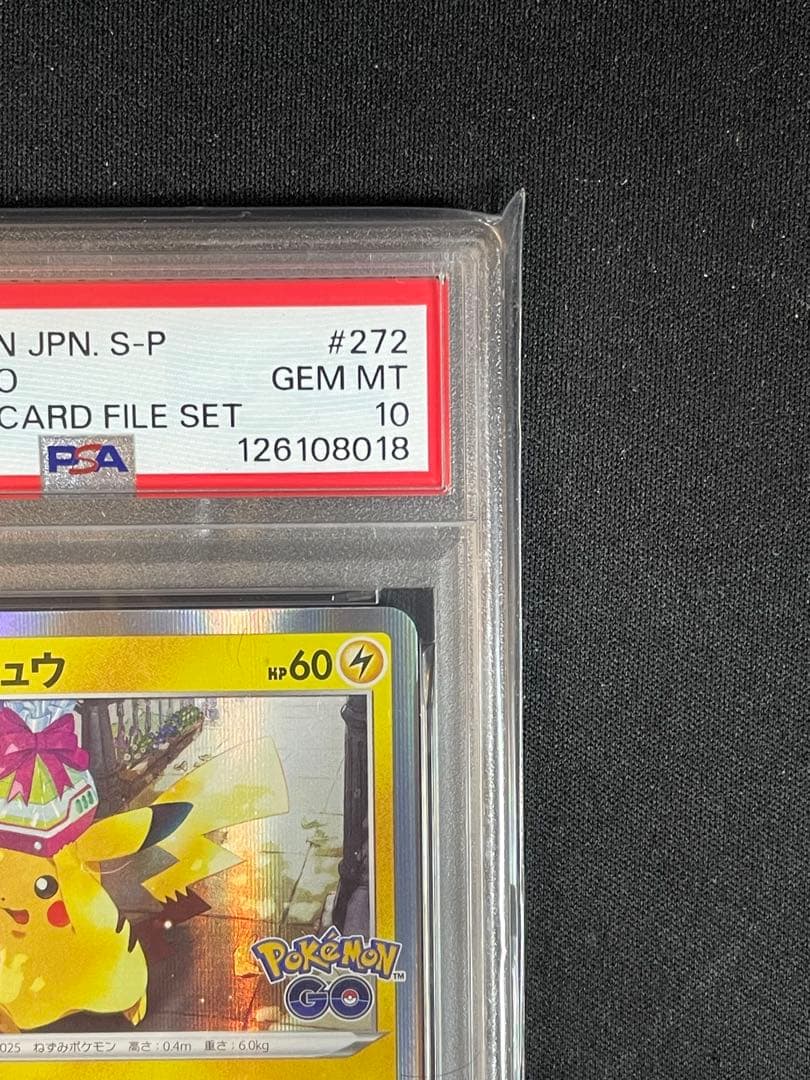 N JPN. S-P #272
O GEM MT
CARD FILE SET 10
PSA 126108018
ュウ HP60
POKÉMON™
GO
025 ねずみポケモン 高さ:0.4m 重さ:6.0kg